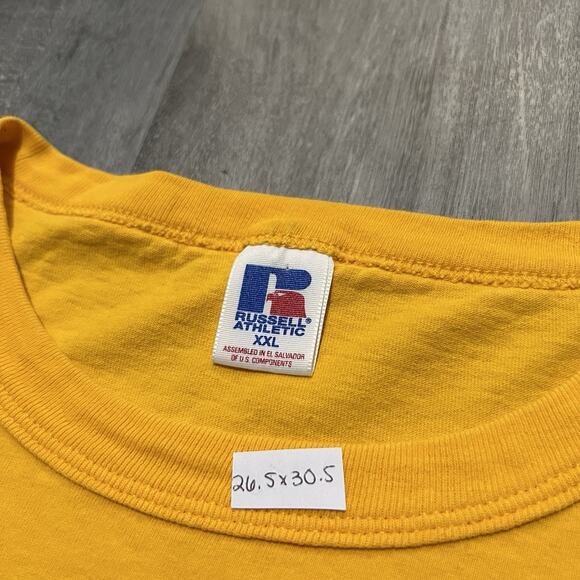 RUSSELL®
ATHLETIC
XXL
ASSEMBLED IN EL SALVADOR
OF U.S. COMPONENTS
26.5x30.5